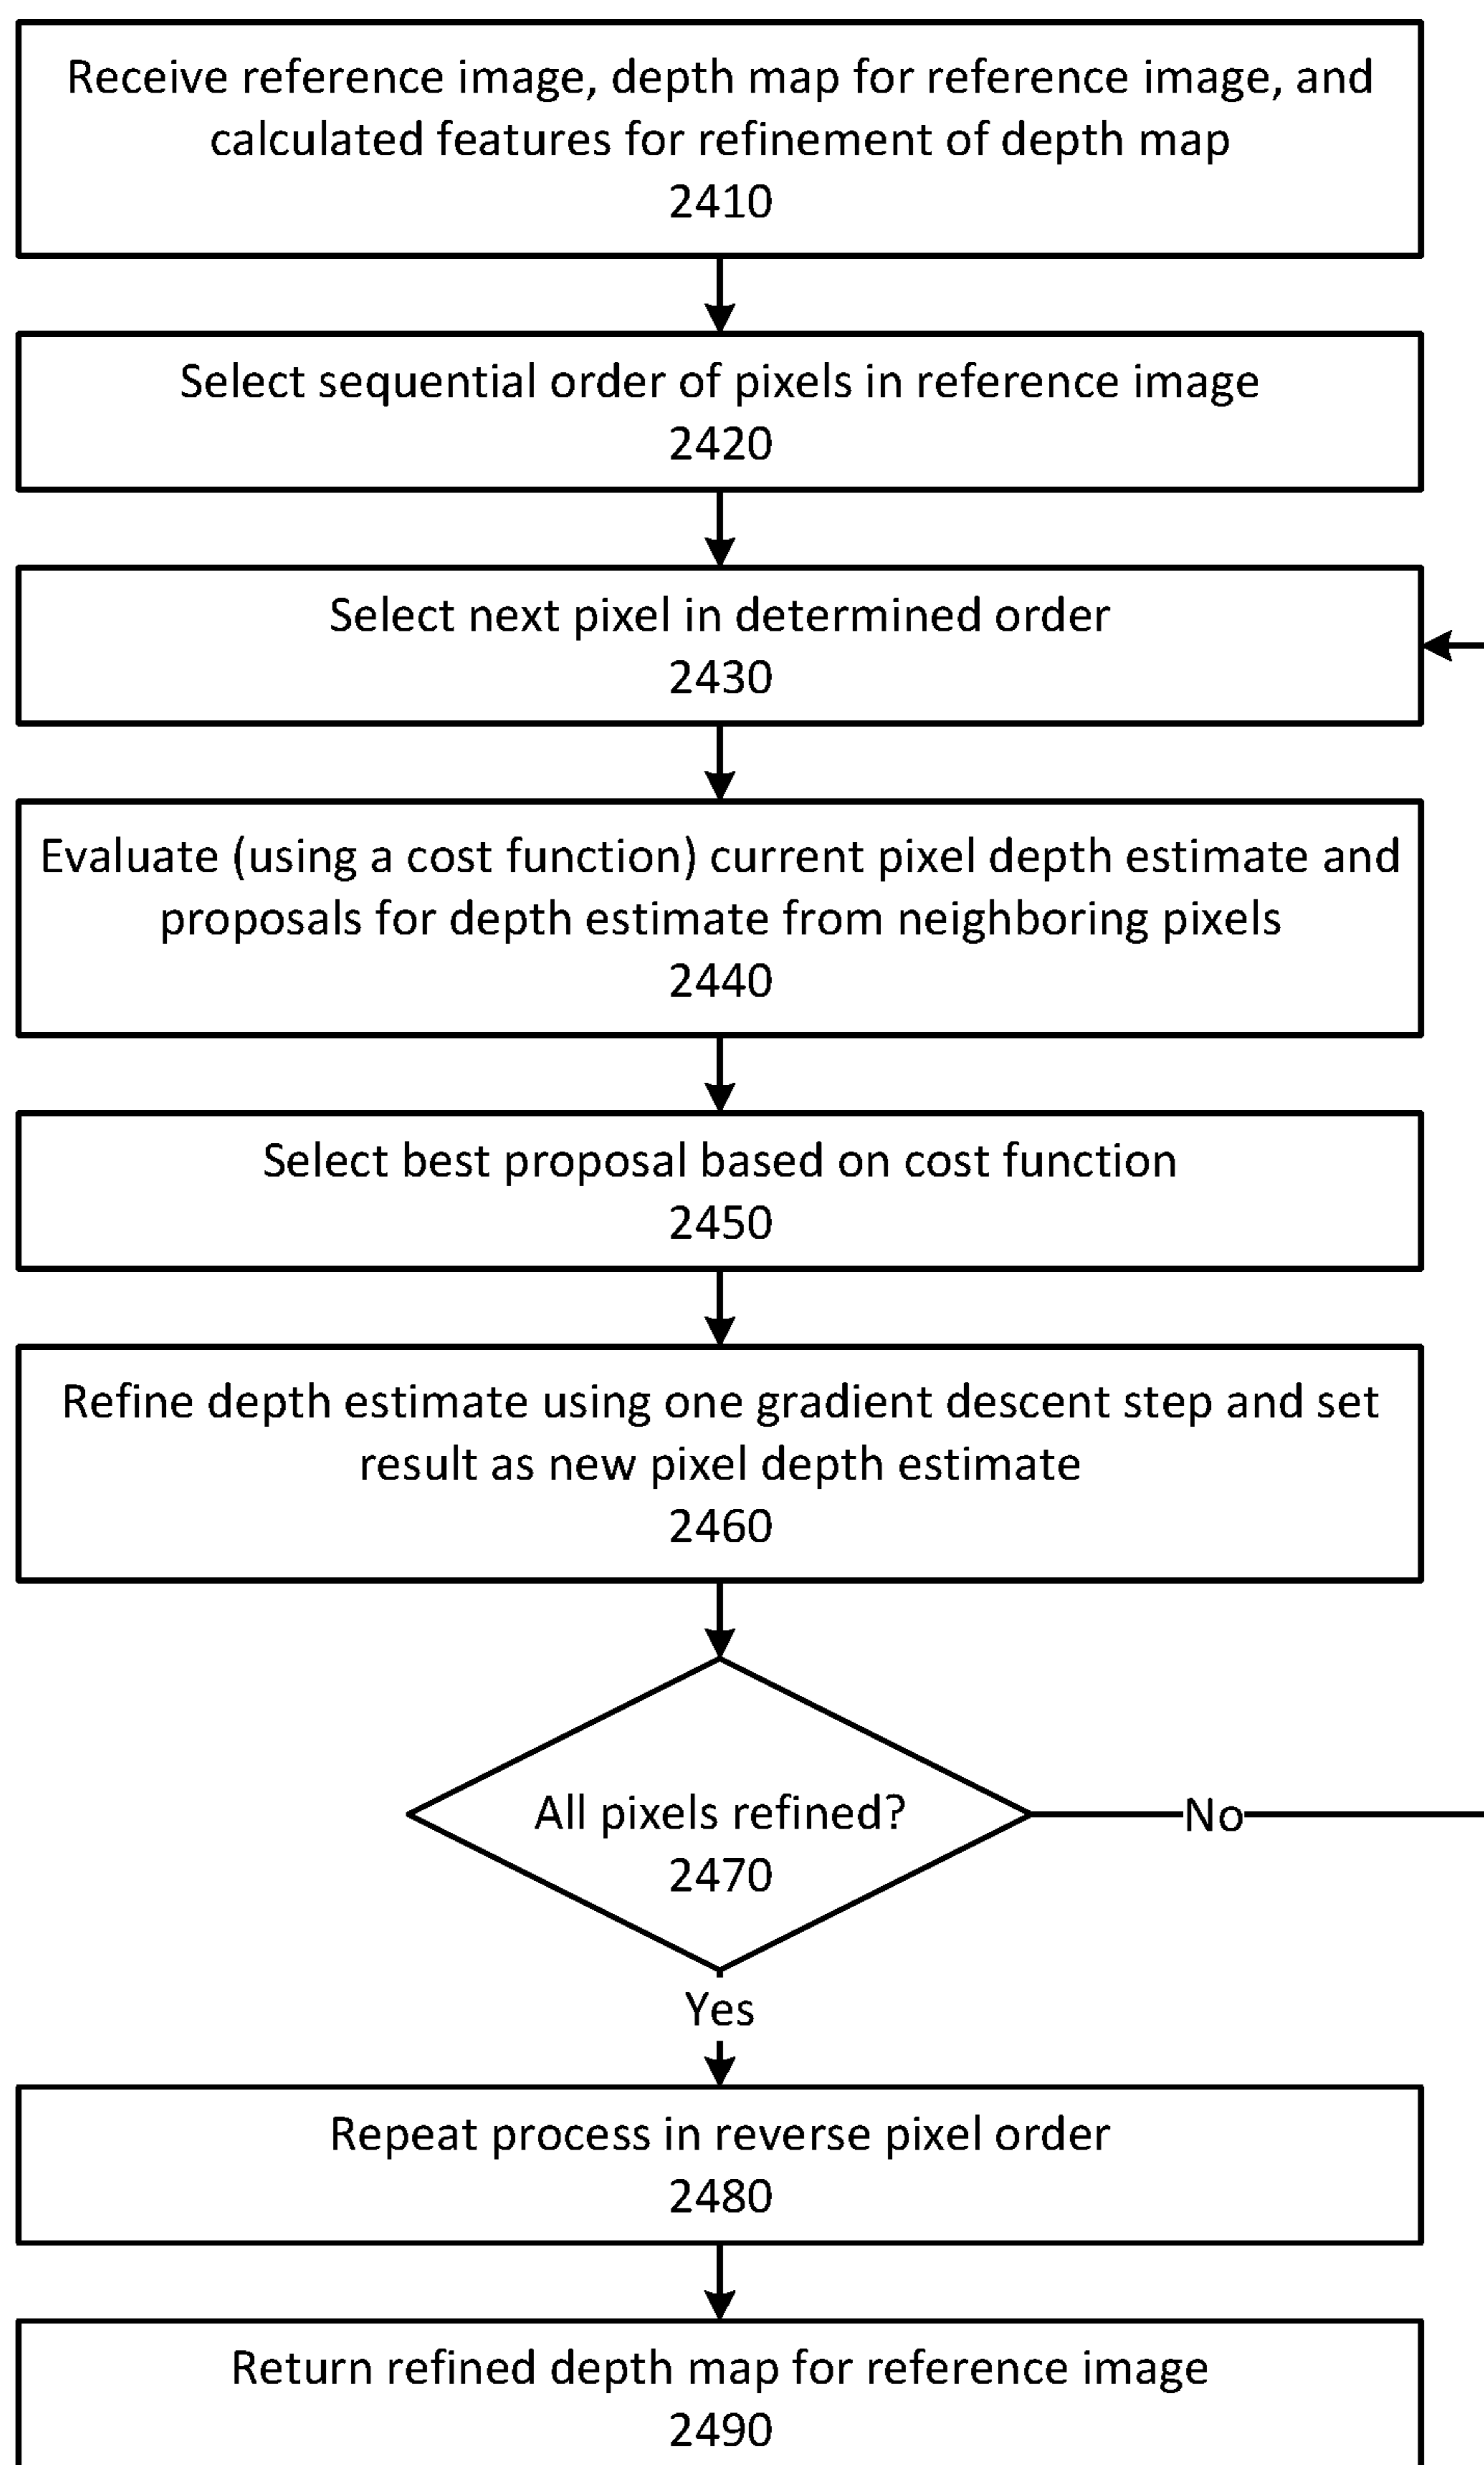 Receive reference image, depth map for reference image, and
calculated features for refinement of depth map
2410
Select sequential order of pixels in reference image
2420
Select next pixel in determined order
2430
Evaluate (using a cost function) current pixel depth estimate and
proposals for depth estimate from neighboring pixels
2440
Select best proposal based on cost function
2450
Refine depth estimate using one gradient descent step and set
result as new pixel depth estimate
2460
All pixels refined?
2470
No
Yes
Repeat process in reverse pixel order
2480
Return refined depth map for reference image
2490